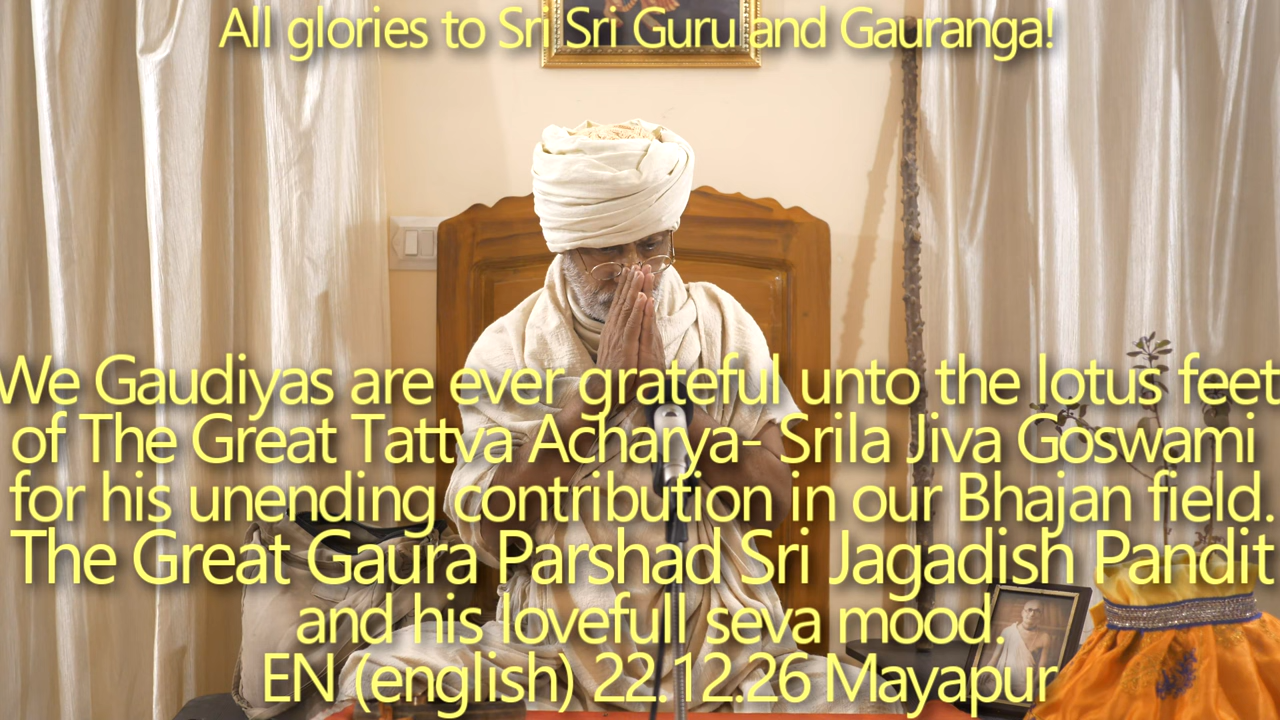 All glories to Sri Sri Guru and Gauranga!
We Gaudiyas are ever grateful unto the lotus feet
of The Great Tattva Acharya- Srila Jiva Goswami
for his unending contribution in our Bhajan field.
The Great Gaura Parshad Sri Jagadish Pandit
and his lovefull seva mood.
EN (english) 22.12.26 Mayapur